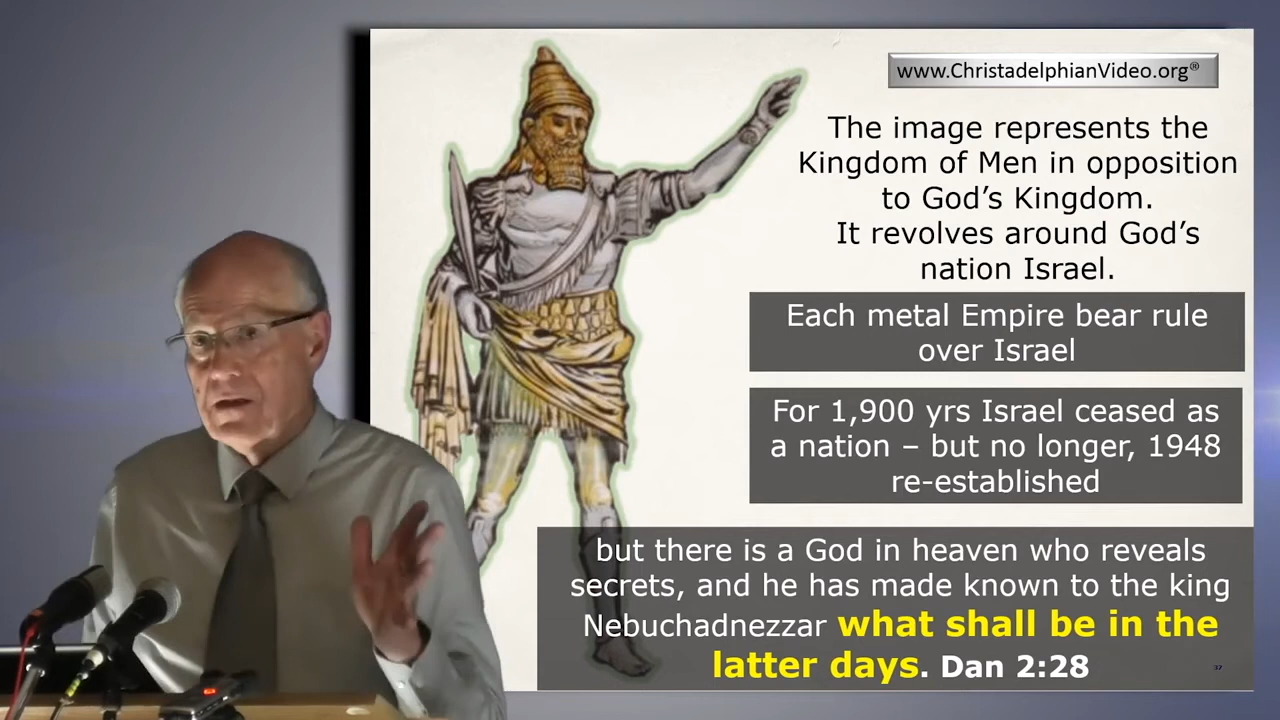 www.ChristadelphianVideo.org®
The image represents the
Kingdom of Men in opposition
to God’s Kingdom.
It revolves around God’s
nation Israel.
Each metal Empire bear rule
over Israel
For 1,900 yrs Israel ceased as
a nation – but no longer, 1948
re-established
but there is a God in heaven who reveals
secrets, and he has made known to the king
Nebuchadnezzar what shall be in the
latter days. Dan 2:28